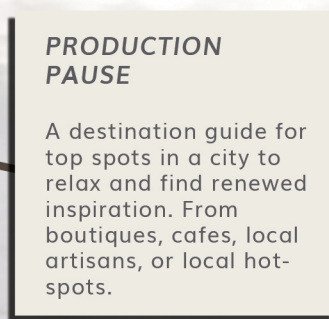 PRODUCTION
PAUSE
A destination guide for
top spots in a city to
relax and find renewed
inspiration. From
boutiques, cafes, local
artisans, or local hot-
spots.